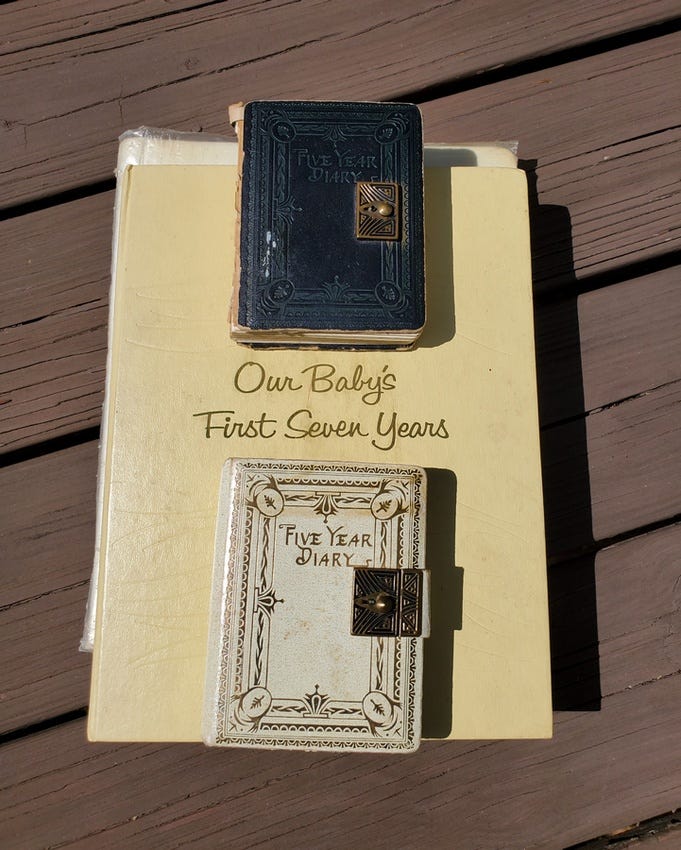 FIVE YEAR
DIARY
Our Baby's
First Seven Years
FIVE YEAR
DIARY